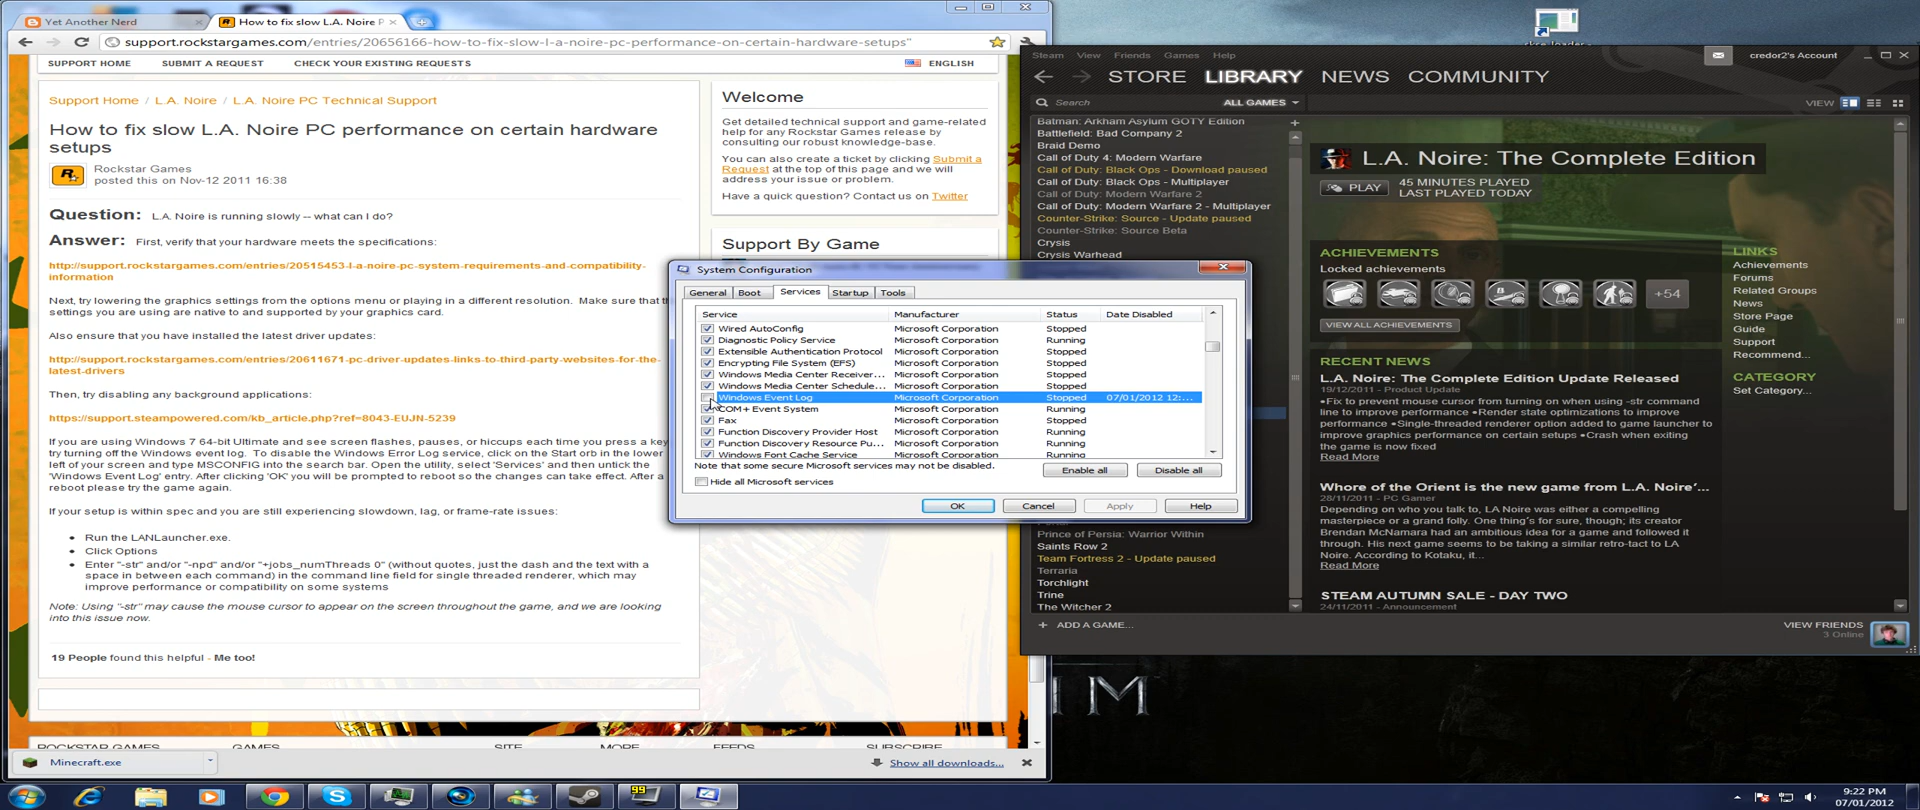 Yet Another Nerd
How to fix slow L.A. Noire P
support.rockstargames.com/entries/20656166-how-to-fix-slow-l-a-noire-pc-performance-on-certain-hardware-setups"
SUPPORT HOME
SUBMIT A REQUEST
CHECK YOUR EXISTING REQUESTS
ENGLISH
Support Home / L.A. Noire / L.A. Noire PC Technical Support
How to fix slow L.A. Noire PC performance on certain hardware
setups
Rockstar Games
posted this on Nov-12 2011 16:38
Question: L.A. Noire is running slowly -- what can I do?
Answer: First, verify that your hardware meets the specifications:
http://support.rockstargames.com/entries/20515453-l-a-noire-pc-system-requirements-and-compatibility-
information
Next, try lowering the graphics settings from the options menu or playing in a different resolution. Make sure that t
settings you are using are native to and supported by your graphics card.
Also ensure that you have installed the latest driver updates:
http://support.rockstargames.com/entries/20611671-pc-driver-updates-links-to-third-party-websites-for-the-
latest-drivers
Then, try disabling any background applications:
https://support.steampowered.com/kb_article.php?ref=8043-EUJN-5239
If you are using Windows 7 64-bit Ultimate and see screen flashes, pauses, or hiccups each time you press a key
try turning off the Windows event log. To disable the Windows Error Log service, click on the Start orb in the lower
left of your screen and type MSCONFIG into the search bar. Open the utility, select 'Services' and then untick the
'Windows Event Log' entry. After clicking 'OK' you will be prompted to reboot so the changes can take effect. After a
reboot please try the game again.
If your setup is within spec and you are still experiencing slowdown, lag, or frame-rate issues:
• Run the LANLauncher.exe.
• Click Options
• Enter "-str" and/or "-npd" and/or "+jobs_numThreads 0" (without quotes, just the dash and the text with a
space in between each command) in the command line field for single threaded renderer, which may
improve performance or compatibility on some systems
Note: Using "-str" may cause the mouse cursor to appear on the screen throughout the game, and we are looking
into this issue now.
19 People found this helpful - Me too!
Welcome
Get detailed technical support and game-related
help for any Rockstar Games release by
consulting our robust knowledge-base.
You can also create a ticket by clicking Submit a
Request at the top of this page and we will
address your issue or problem.
Have a quick question? Contact us on Twitter
Support By Game
ROCKSTAR GAMES
GAMES
SITE
MORE
FEEDS
SUBSCRIBE
Minecraft.exe
Show all downloads...
System Configuration
General
Boot
Services
Startup
Tools
Service Manufacturer Status Date Disabled
Wired AutoConfig Microsoft Corporation Stopped
Diagnostic Policy Service Microsoft Corporation Running
Extensible Authentication Protocol Microsoft Corporation Stopped
Encrypting File System (EFS) Microsoft Corporation Running
Windows Media Center Receiver... Microsoft Corporation Stopped
Windows Media Center Schedule... Microsoft Corporation Stopped
Windows Event Log Microsoft Corporation Stopped 07/01/2012 12:...
COM+ Event System Microsoft Corporation Running
Fax Microsoft Corporation Stopped
Function Discovery Provider Host Microsoft Corporation Running
Function Discovery Resource Pu... Microsoft Corporation Running
Windows Font Cache Service Microsoft Corporation Running
Note that some secure Microsoft services may not be disabled.
Enable all
Disable all
Hide all Microsoft services
OK
Cancel
Apply
Help
Steam View Friends Games Help
credor2's Account
STORE LIBRARY NEWS COMMUNITY
Search
ALL GAMES
VIEW
Batman: Arkham Asylum GOTY Edition
Battlefield: Bad Company 2
Braid Demo
Call of Duty 4: Modern Warfare
Call of Duty: Black Ops - Download paused
Call of Duty: Black Ops - Multiplayer
Call of Duty: Modern Warfare 2
Call of Duty: Modern Warfare 2 - Multiplayer
Counter-Strike: Source - Update paused
Counter-Strike: Source Beta
Crysis
Crysis Warhead
Prince of Persia: Warrior Within
Saints Row 2
Team Fortress 2 - Update paused
Terraria
Torchlight
Trine
The Witcher 2
+ ADD A GAME...
L.A. Noire: The Complete Edition
PLAY
45 MINUTES PLAYED
LAST PLAYED TODAY
ACHIEVEMENTS
Locked achievements
+54
VIEW ALL ACHIEVEMENTS
RECENT NEWS
L.A. Noire: The Complete Edition Update Released
19/12/2011 - Product Update
•Fix to prevent mouse cursor from turning on when using -str command
line to improve performance •Render state optimizations to improve
performance •Single-threaded renderer option added to game launcher to
improve graphics performance on certain setups •Crash when exiting
the game is now fixed
Read More
Whore of the Orient is the new game from L.A. Noire'...
28/11/2011 - PC Gamer
Depending on who you talk to, LA Noire was either a compelling
masterpiece or a grand folly. One thing's for sure, though; its creator
Brendan McNamara had an ambitious idea for a game and followed it
through. His next game seems to be taking a similar retro-tact to LA
Noire. According to Kotaku, it...
Read More
STEAM AUTUMN SALE - DAY TWO
24/11/2011 - Announcement
LINKS
Achievements
Forums
Related Groups
News
Store Page
Guide
Support
Recommend...
CATEGORY
Set Category...
VIEW FRIENDS
3 Online
IM
99
9:22 PM
07/01/2012